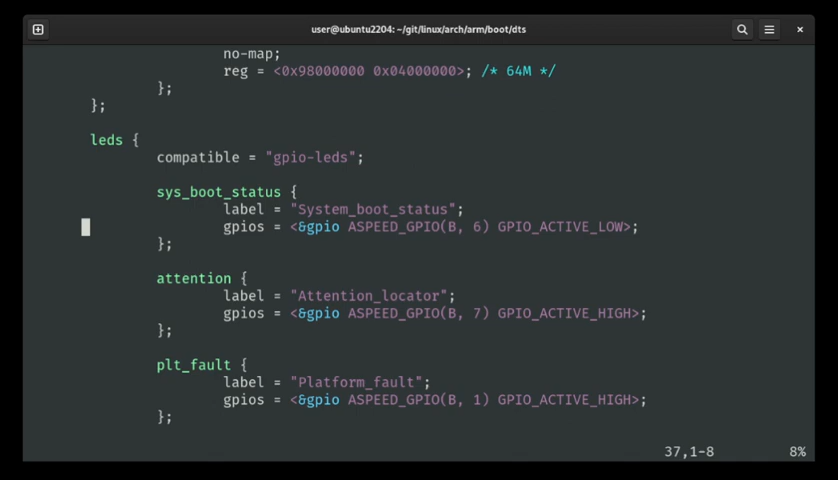 user@ubuntu2204: ~/git/linux/arch/arm/boot/dts
no-map;
reg = <0x98000000 0x04000000>; /* 64M */
};
};
leds {
compatible = "gpio-leds";
sys_boot_status {
label = "System_boot_status";
gpios = <&gpio ASPEED_GPIO(B, 6) GPIO_ACTIVE_LOW>;
};
attention {
label = "Attention_locator";
gpios = <&gpio ASPEED_GPIO(B, 7) GPIO_ACTIVE_HIGH>;
};
plt_fault {
label = "Platform_fault";
gpios = <&gpio ASPEED_GPIO(B, 1) GPIO_ACTIVE_HIGH>;
};
37,1-8 8%